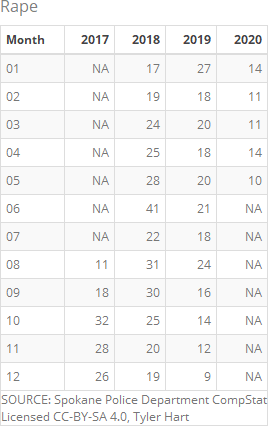 Rape
Month 2017 2018 2019 2020
01 NA 17 27 14
02 NA 19 18 11
03 NA 24 20 11
04 NA 25 18 14
05 NA 28 20 10
06 NA 41 21 NA
07 NA 22 18 NA
08 11 31 24 NA
09 18 30 16 NA
10 32 25 14 NA
11 28 20 12 NA
12 26 19 9 NA
SOURCE: Spokane Police Department CompStat
Licensed CC-BY-SA 4.0, Tyler Hart